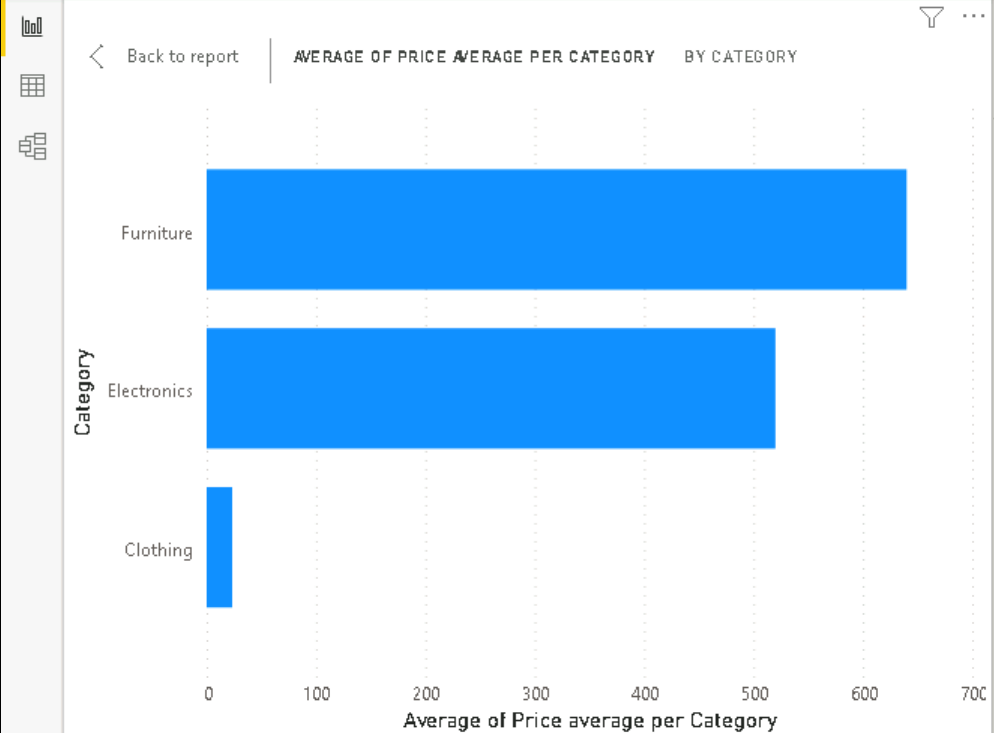 Back to report
AVERAGE OF PRICE AVERAGE PER CATEGORY BY CATEGORY
Category
Furniture
Electronics
Clothing
0 100 200 300 400 500 600 700
Average of Price average per Category